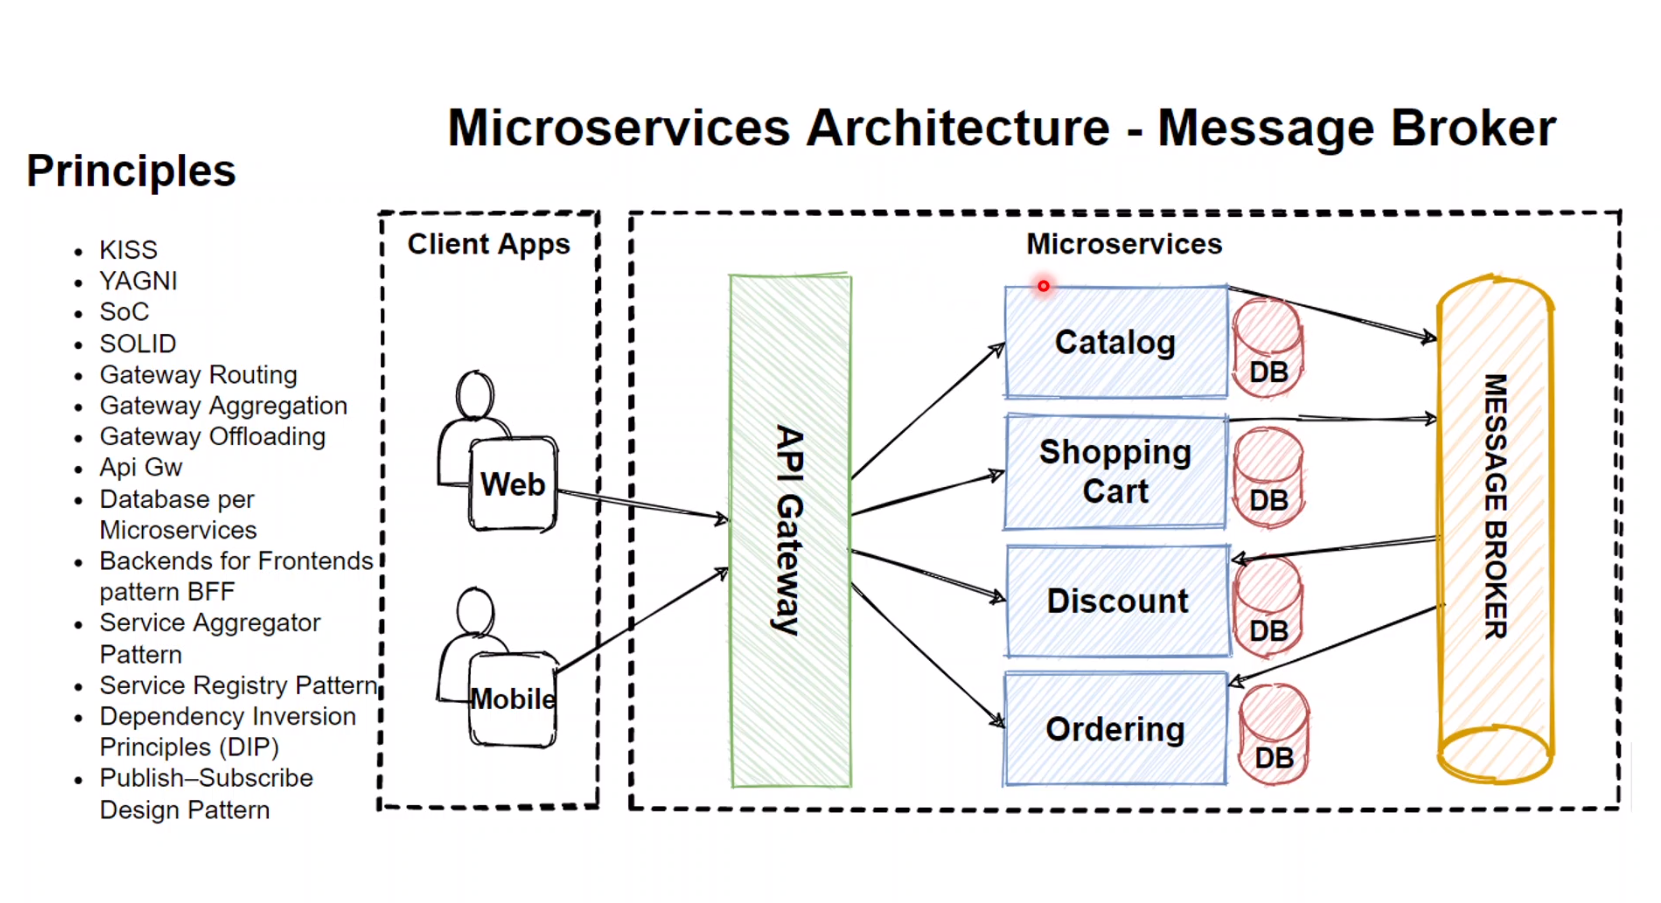 Microservices Architecture - Message Broker
Principles
KISS
YAGNI
SoC
SOLID
Gateway Routing
Gateway Aggregation
Gateway Offloading
Api Gw
Database per
Microservices
Backends for Frontends
pattern BFF
Service Aggregator
Pattern
Service Registry Pattern
Dependency Inversion
Principles (DIP)
Publish–Subscribe
Design Pattern
Client Apps
Web
Mobile
API Gateway
Microservices
Catalog
DB
Shopping
Cart
DB
Discount
DB
Ordering
DB
MESSAGE BROKER